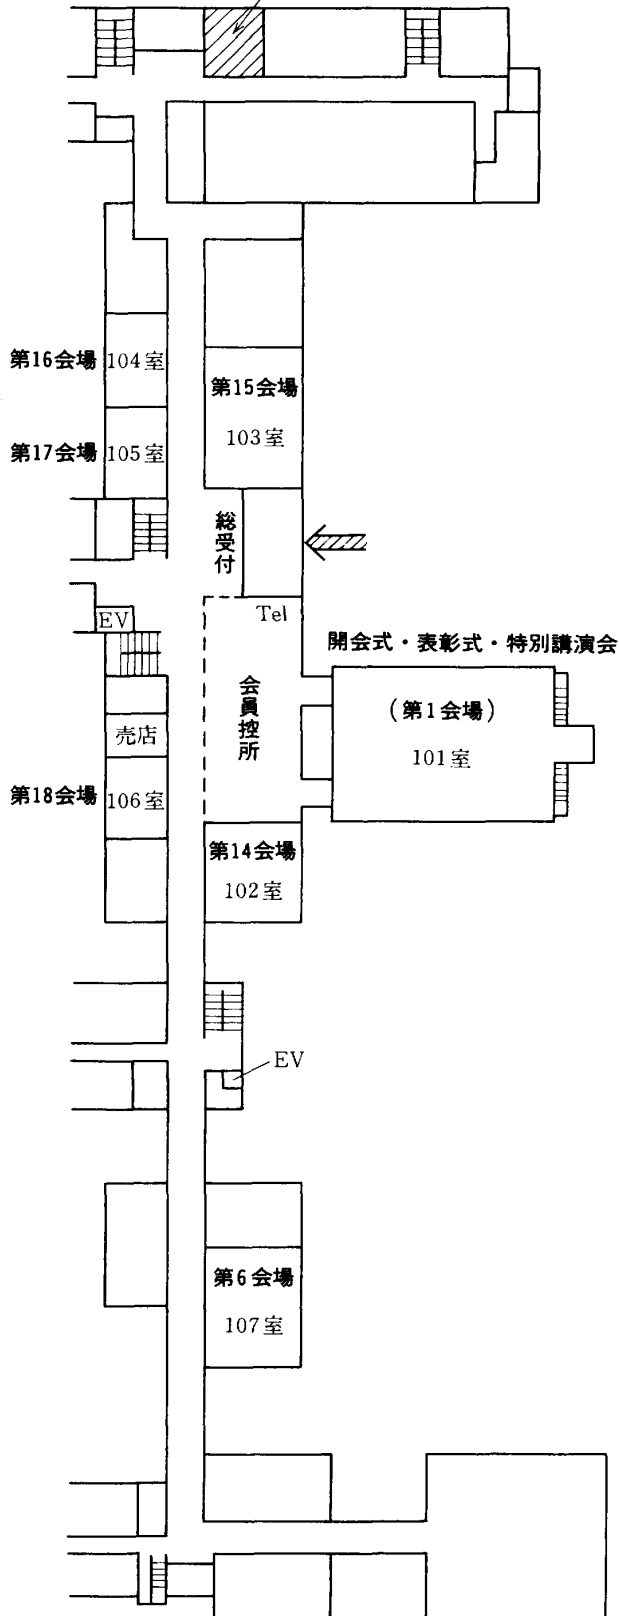 第16会場 104室
第15会場
103室
第17会場 105室
総受付
EV
Tel
開会式・表彰式・特別講演会
会員控所
(第1会場)
101室
売店
第18会場 106室
第14会場
102室
EV
第6会場
107室